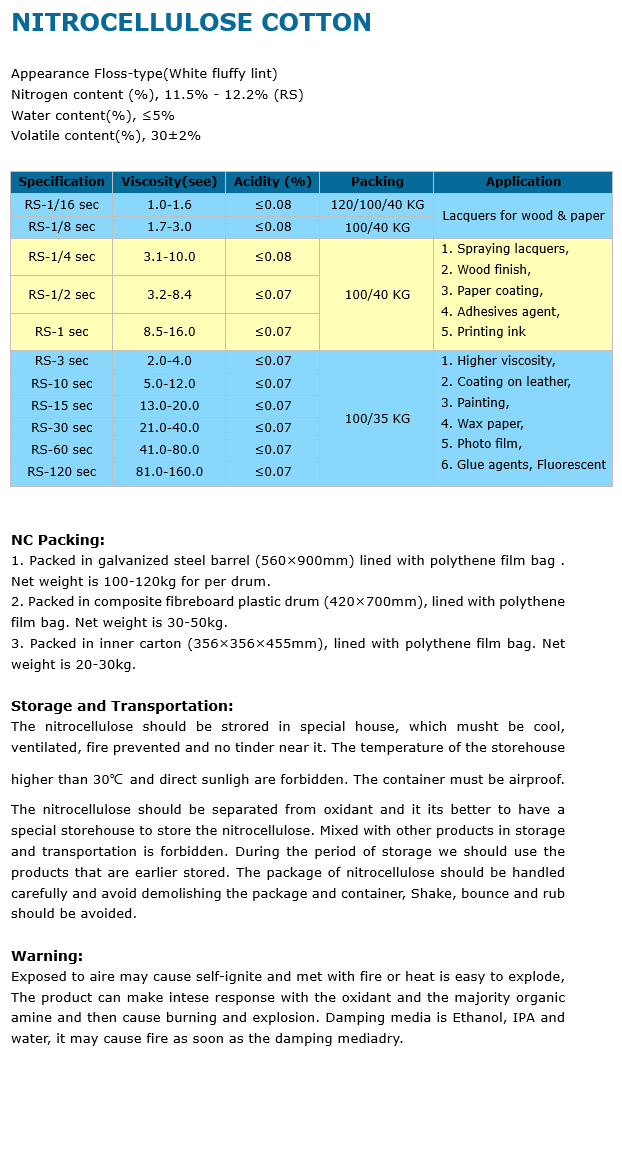 NITROCELLULOSE COTTON
Appearance Floss-type(White fluffy lint)
Nitrogen content (%), 11.5% - 12.2% (RS)
Water content(%), ≤5%
Volatile content(%), 30±2%
Specification Viscosity(see) Acidity (%) Packing Application
RS-1/16 sec 1.0-1.6 ≤0.08 120/100/40 KG Lacquers for wood & paper
RS-1/8 sec 1.7-3.0 ≤0.08 100/40 KG
RS-1/4 sec 3.1-10.0 ≤0.08
RS-1/2 sec 3.2-8.4 ≤0.07 100/40 KG
RS-1 sec 8.5-16.0 ≤0.07
1. Spraying lacquers,
2. Wood finish,
3. Paper coating,
4. Adhesives agent,
5. Printing ink
RS-3 sec 2.0-4.0 ≤0.07
RS-10 sec 5.0-12.0 ≤0.07
RS-15 sec 13.0-20.0 ≤0.07
RS-30 sec 21.0-40.0 ≤0.07
RS-60 sec 41.0-80.0 ≤0.07
RS-120 sec 81.0-160.0 ≤0.07
100/35 KG
1. Higher viscosity,
2. Coating on leather,
3. Painting,
4. Wax paper,
5. Photo film,
6. Glue agents, Fluorescent
NC Packing:
1. Packed in galvanized steel barrel (560×900mm) lined with polythene film bag .
Net weight is 100-120kg for per drum.
2. Packed in composite fibreboard plastic drum (420×700mm), lined with polythene
film bag. Net weight is 30-50kg.
3. Packed in inner carton (356×356×455mm), lined with polythene film bag. Net
weight is 20-30kg.
Storage and Transportation:
The nitrocellulose should be strored in special house, which musht be cool,
ventilated, fire prevented and no tinder near it. The temperature of the storehouse
higher than 30℃ and direct sunligh are forbidden. The container must be airproof.
The nitrocellulose should be separated from oxidant and it its better to have a
special storehouse to store the nitrocellulose. Mixed with other products in storage
and transportation is forbidden. During the period of storage we should use the
products that are earlier stored. The package of nitrocellulose should be handled
carefully and avoid demolishing the package and container, Shake, bounce and rub
should be avoided.
Warning:
Exposed to aire may cause self-ignite and met with fire or heat is easy to explode,
The product can make intese response with the oxidant and the majority organic
amine and then cause burning and explosion. Damping media is Ethanol, IPA and
water, it may cause fire as soon as the damping mediadry.